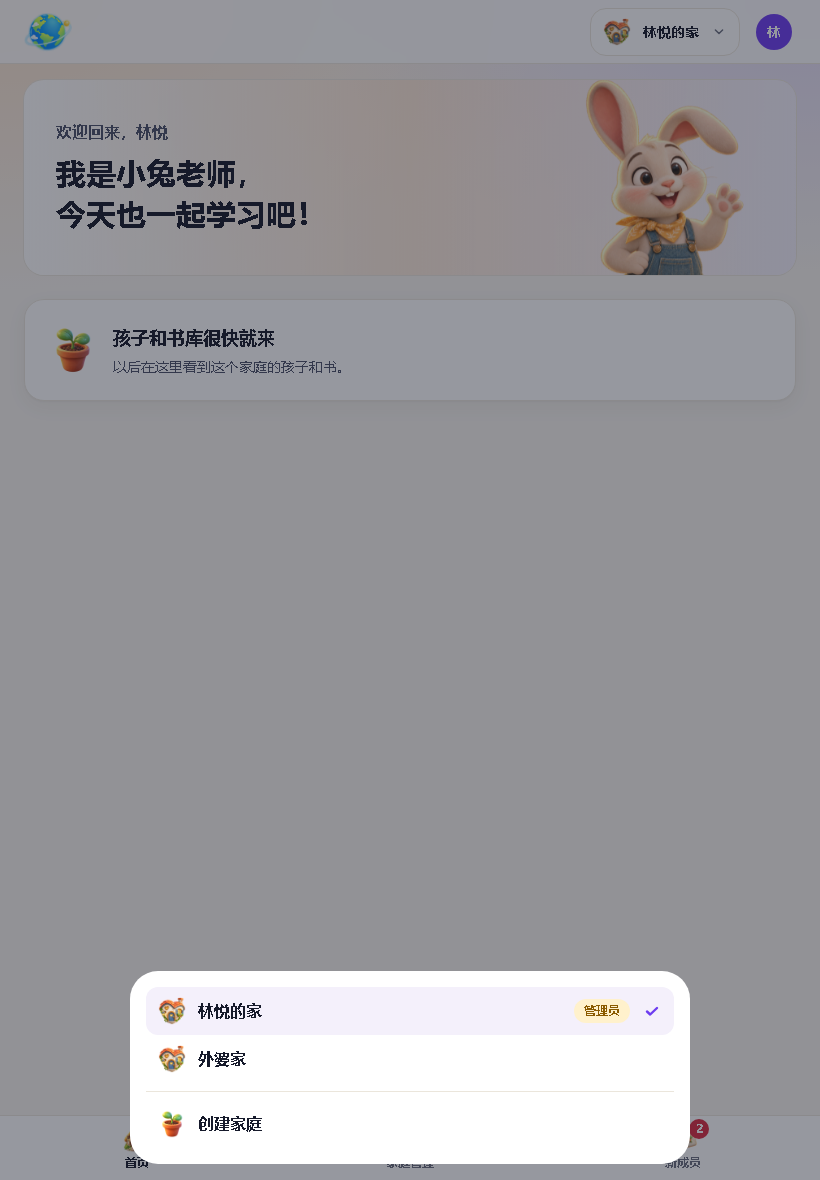 林悦的家
林
欢迎回来，林悦
我是小兔老师，
今天也一起学习吧！
孩子和书库很快就来
以后在这里看到这个家庭的孩子和书。
林悦的家
管理员
外婆家
创建家庭
2
首页
家庭管理
新成员